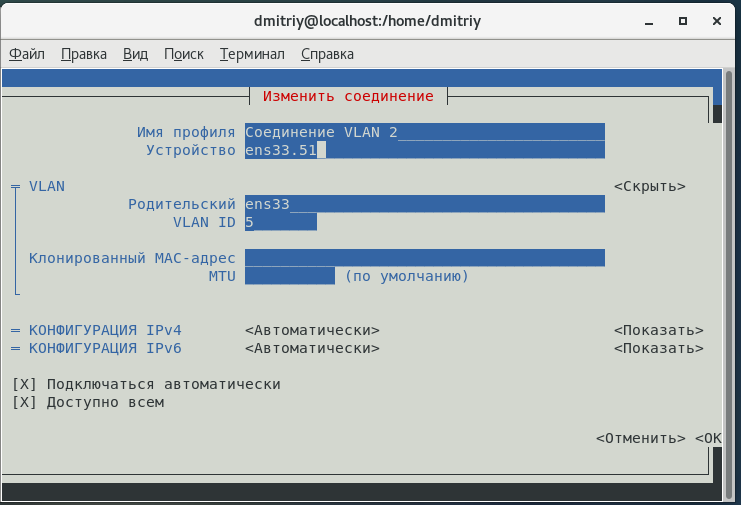 dmitriy@localhost:/home/dmitriy
Файл Правка Вид Поиск Терминал Справка
Изменить соединение
Имя профиля Соединение VLAN 2
Устройство ens33.51
VLAN <Скрыть>
Родительский ens33
VLAN ID 5
Клонированный MAC-адрес
MTU (по умолчанию)
= КОНФИГУРАЦИЯ IPv4 <Автоматически> <Показать>
= КОНФИГУРАЦИЯ IPv6 <Автоматически> <Показать>
[X] Подключаться автоматически
[X] Доступно всем
<Отменить> <OK